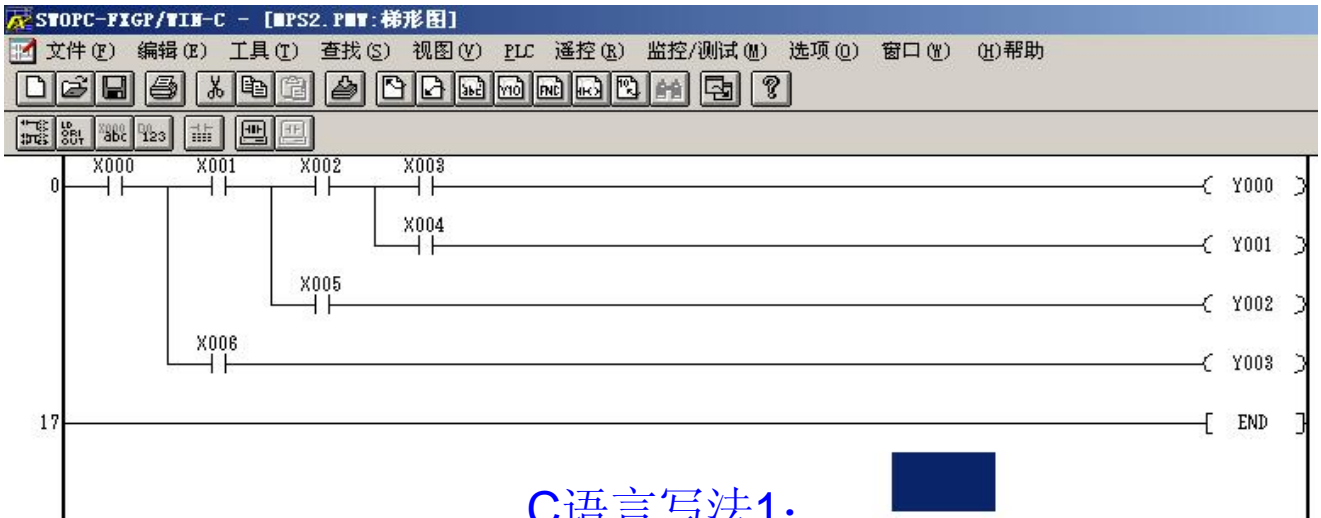 SWOPC-FXGP/WIN-C - [MPS2.PMW:梯形图]
文件(F) 编辑(E) 工具(T) 查找(S) 视图(V) PLC 遥控(R) 监控/测试(M) 选项(O) 窗口(W) (H)帮助
X000 X001 X002 X003
0 Y000
X004
Y001
X005
Y002
X006
Y003
17 END
C语言写法1: